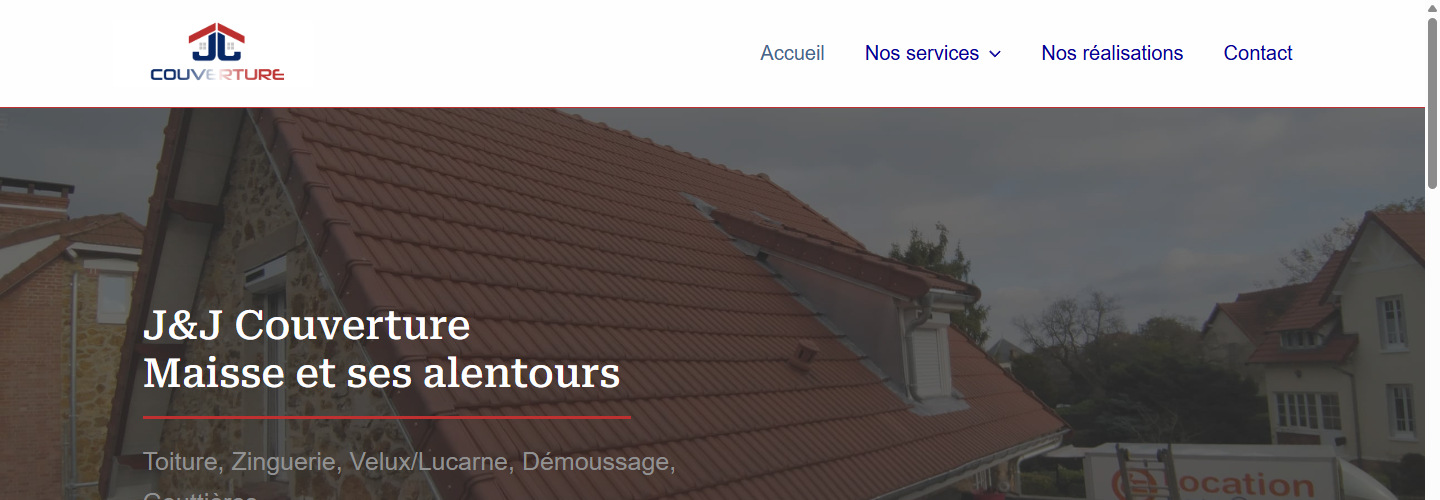 JJ
COUVERTURE
Accueil Nos services Nos réalisations Contact
J&J Couverture
Maisse et ses alentours
Toiture, Zinguerie, Velux/Lucarne, Démoussage,
Gouttières
Location